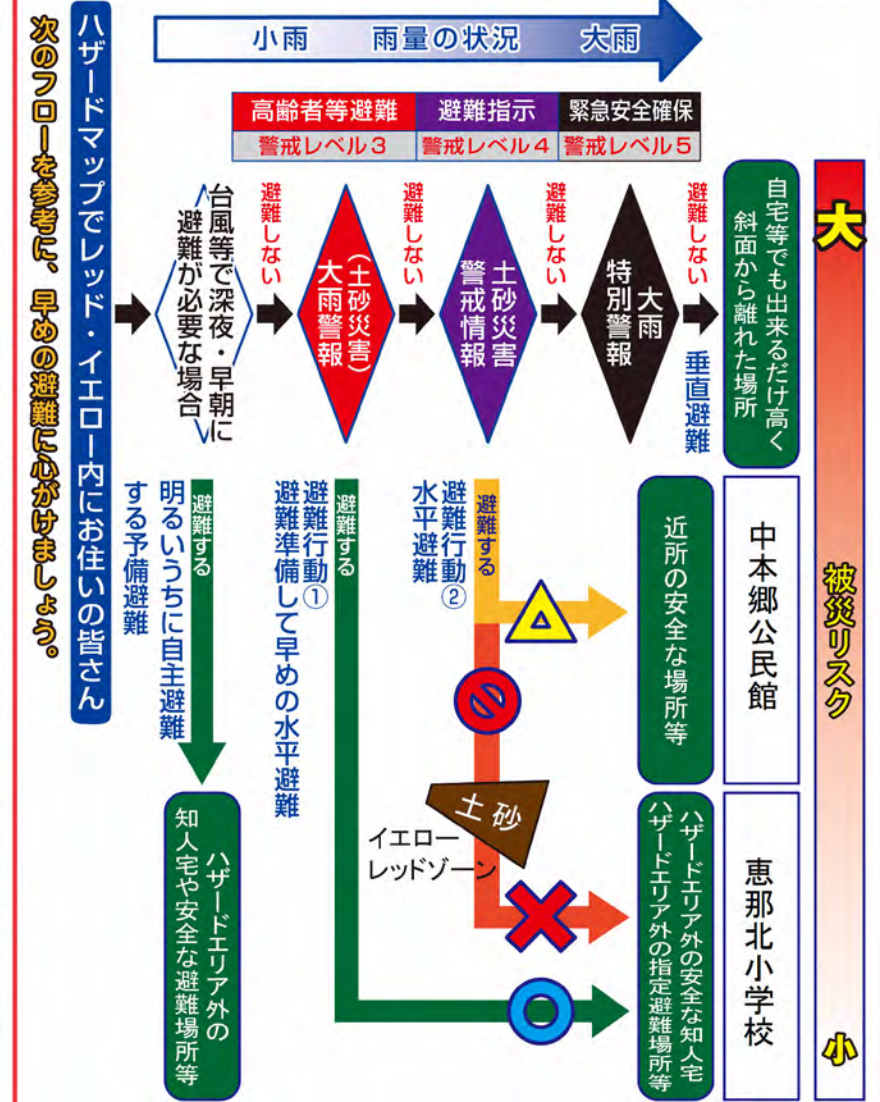 次のフローを参考に、早めの避難に心がけましょう。
ハザードマップでレッド・イエロー内にお住いの皆さん
小雨 雨量の状況 大雨
高齢者等避難 避難指示 緊急安全確保
警戒レベル3 警戒レベル4 警戒レベル5
台風等で深夜・早朝に
避難が必要な場合
避難しない
大雨警報
(土砂災害)
避難しない
土砂災害
警戒情報
避難しない
大雨
特別警報
避難しない
垂直避難
自宅等でも出来るだけ高く
斜面から離れた場所
避難する
明るいうちに自主避難
する予備避難
ハザードエリア外の
知人宅や安全な避難場所等
避難する
避難行動①
避難準備して早めの水平避難
避難する
避難行動②
水平避難
土砂
イエロー
レッドゾーン
近所の安全な場所等
中本郷公民館
ハザードエリア外の安全な知人宅
ハザードエリア外の指定避難場所等
恵那北小学校
大
被災リスク
小